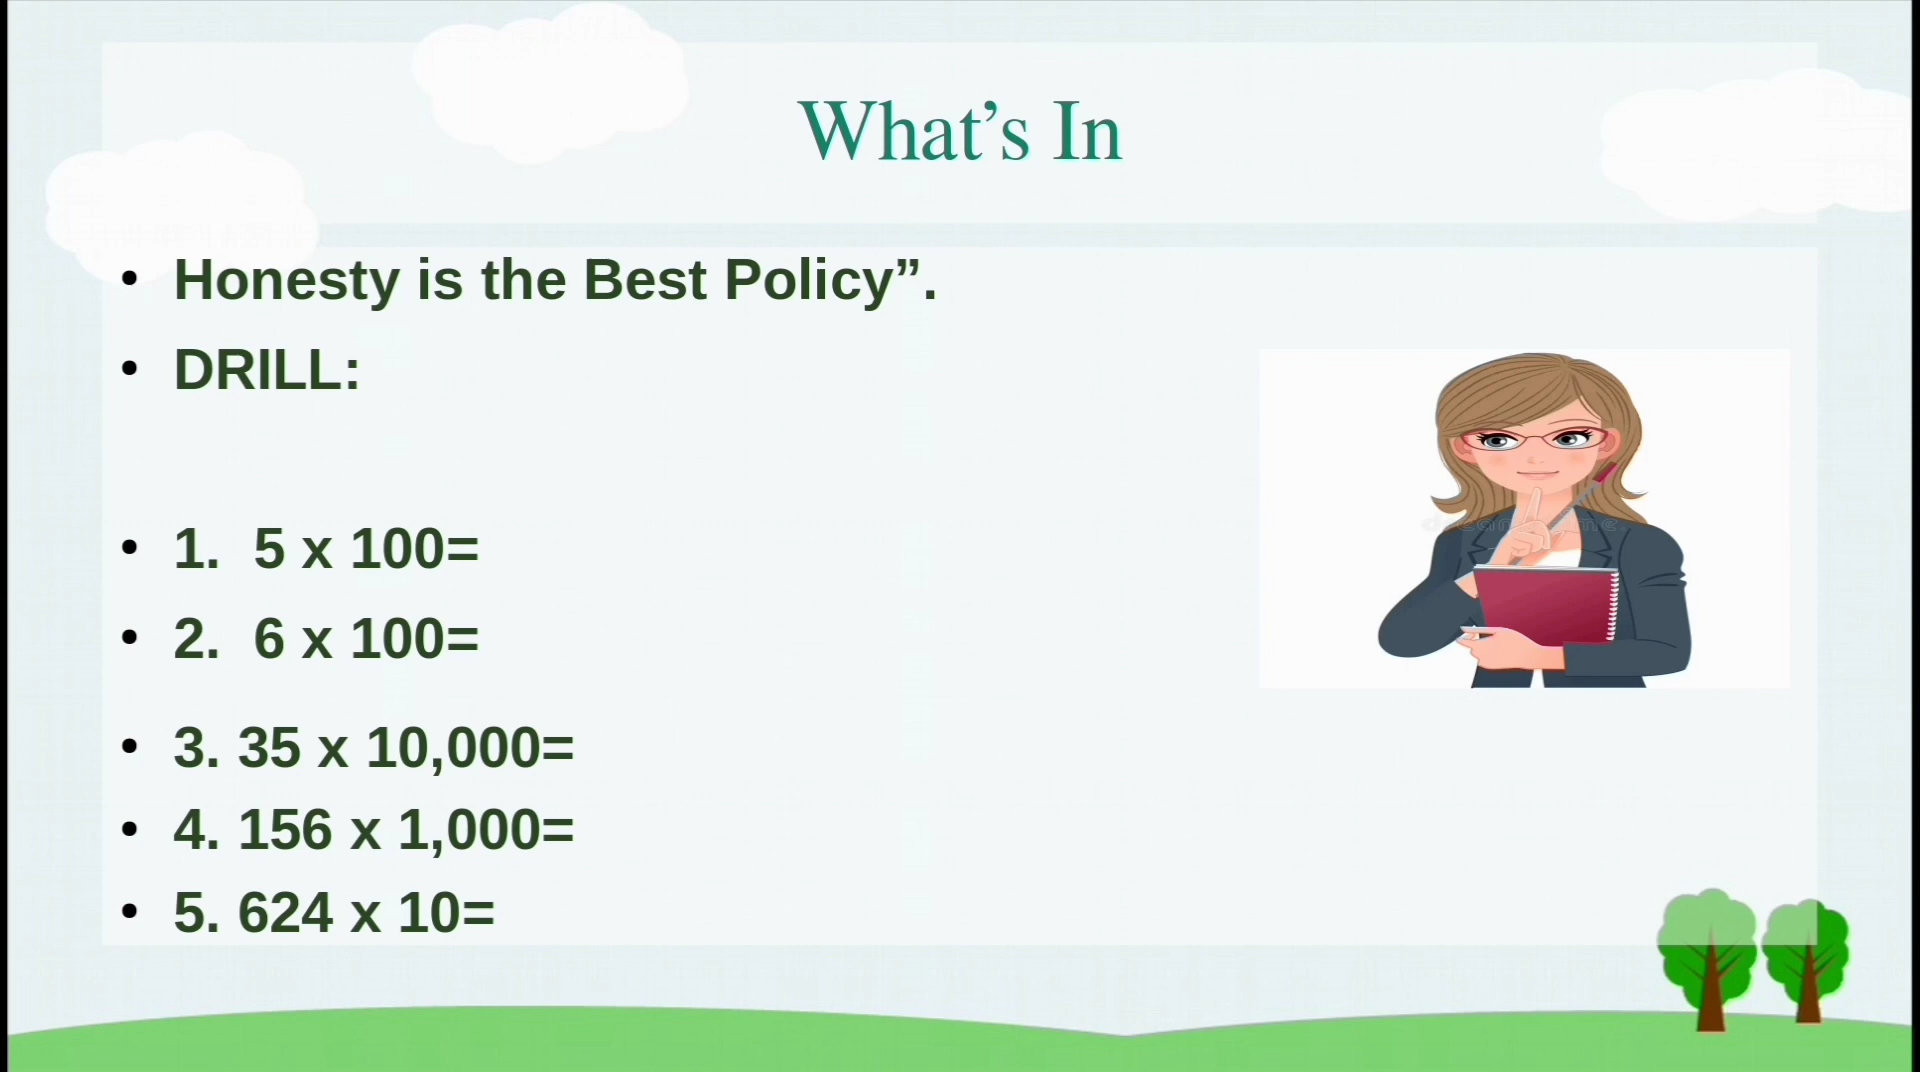 What’s In
• Honesty is the Best Policy”.
• DRILL:
• 1.  5 x 100=
• 2.  6 x 100=
• 3. 35 x 10,000=
• 4. 156 x 1,000=
• 5. 624 x 10=